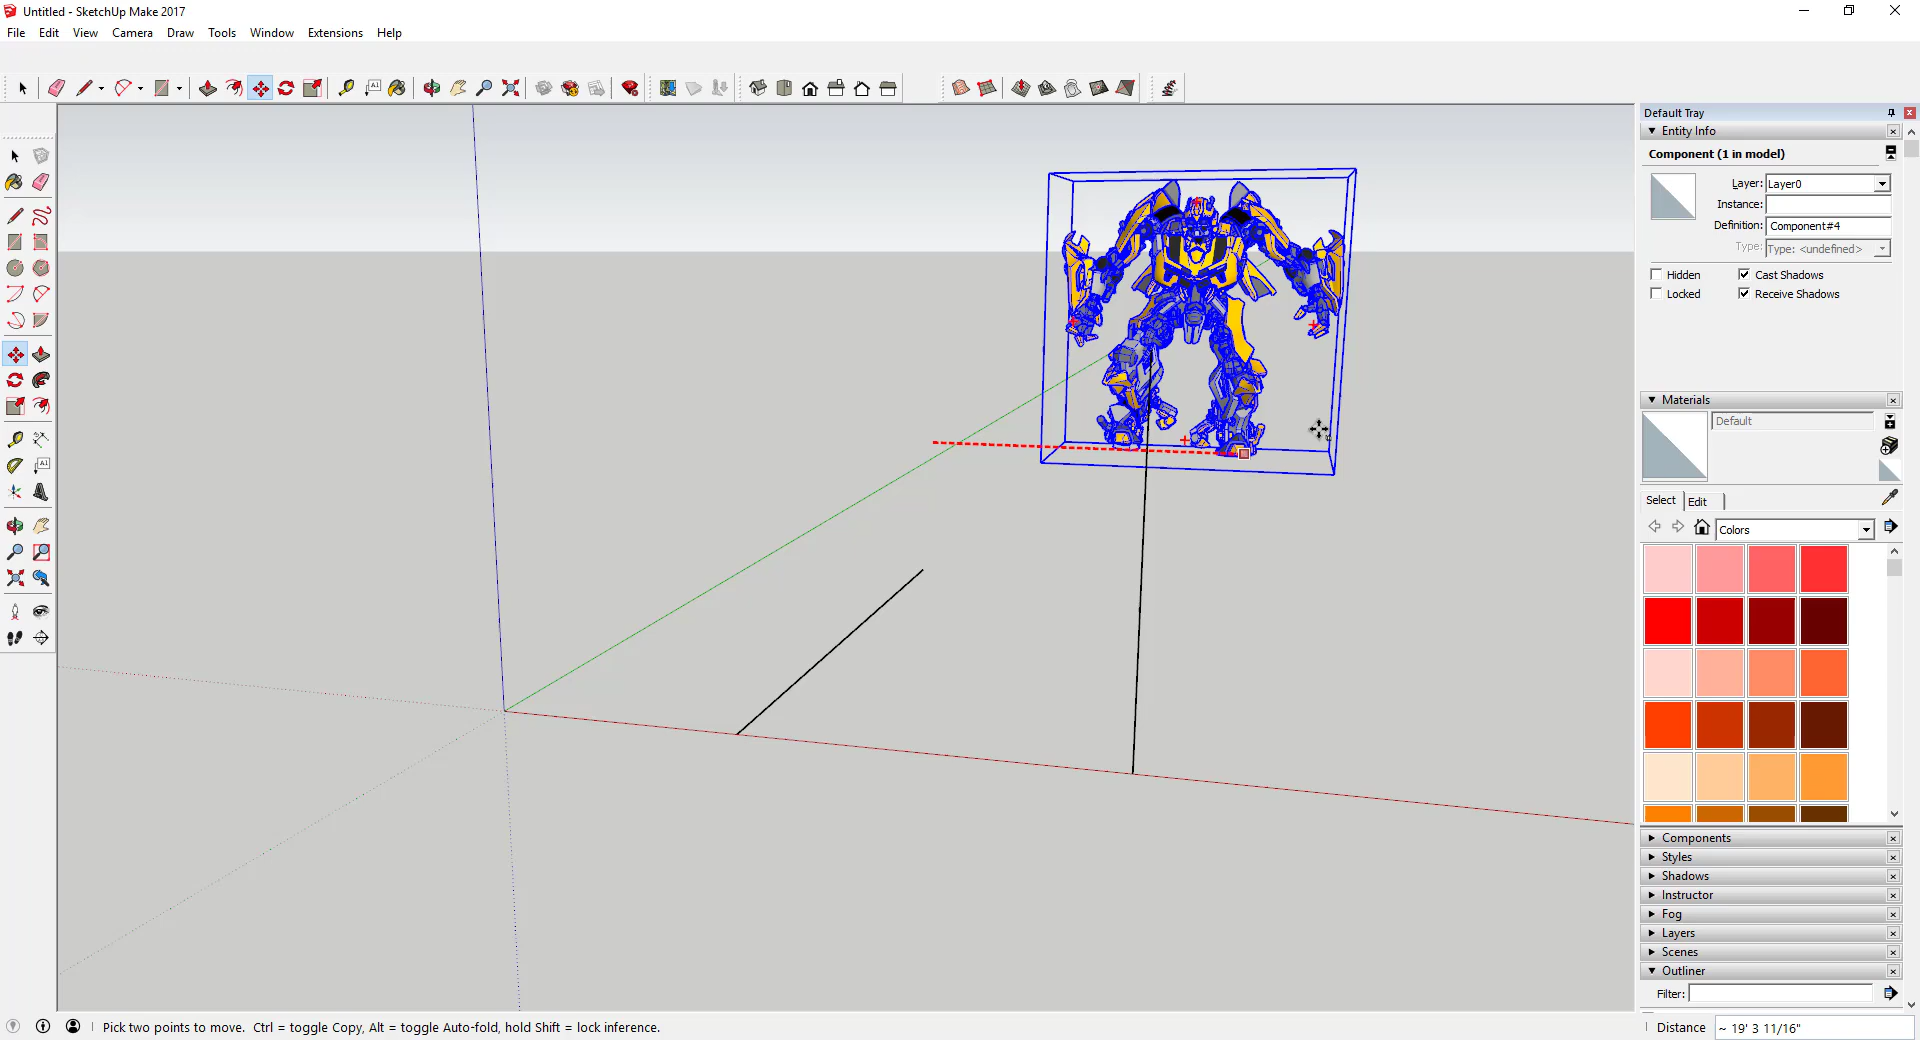 Untitled - SketchUp Make 2017
File Edit View Camera Draw Tools Window Extensions Help
Default Tray
Entity Info
Component (1 in model)
Layer: Layer0
Instance:
Definition: Component#4
Type: Type: <undefined>
Hidden Cast Shadows
Locked Receive Shadows
Materials
Default
Select Edit
Colors
Components
Styles
Shadows
Instructor
Fog
Layers
Scenes
Outliner
Filter:
Pick two points to move. Ctrl = toggle Copy, Alt = toggle Auto-fold, hold Shift = lock inference.
Distance ~ 19' 3 11/16"